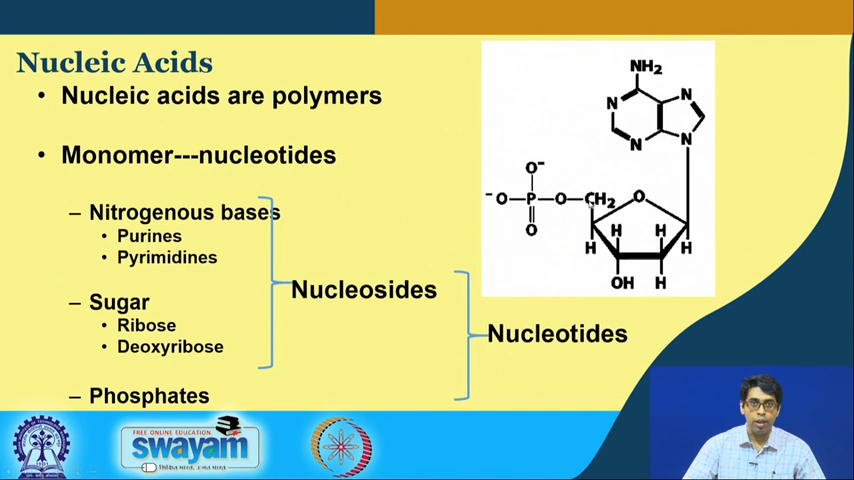 Nucleic Acids
• Nucleic acids are polymers
• Monomer---nucleotides
– Nitrogenous bases
• Purines
• Pyrimidines
Nucleosides
– Sugar
• Ribose
• Deoxyribose
Nucleotides
– Phosphates
NH2
N
N
N
N
O-
-O
P
O
CH2
O
O
H
H
H
H
OH
H
FREE ONLINE EDUCATION
swayam